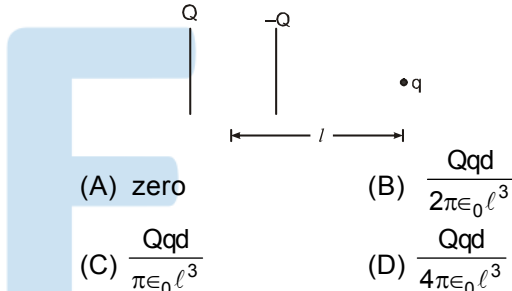 Q –Q
q
l
(A) zero (B) Qqd / 2π∈₀ℓ³
(C) Qqd / π∈₀ℓ³ (D) Qqd / 4π∈₀ℓ³